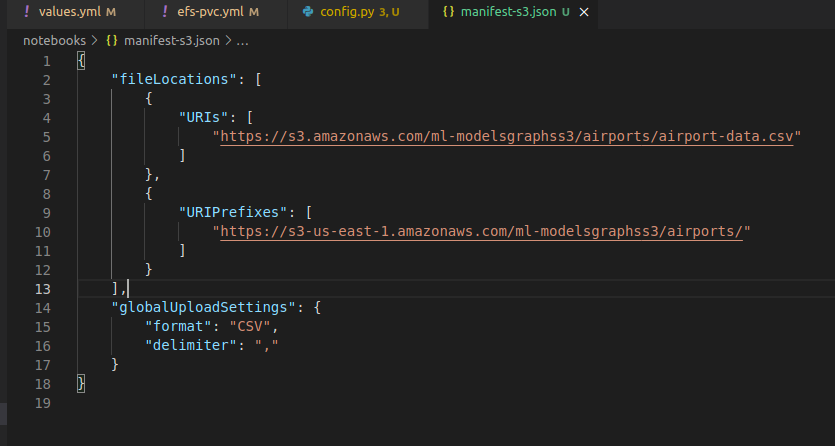 ! values.yml M ! efs-pvc.yml M config.py 3, U {} manifest-s3.json U ×
notebooks > {} manifest-s3.json > ...
1 {
2 "fileLocations": [
3 {
4 "URIs": [
5 "https://s3.amazonaws.com/ml-modelsgraphss3/airports/airport-data.csv"
6 ]
7 },
8 {
9 "URIPrefixes": [
10 "https://s3-us-east-1.amazonaws.com/ml-modelsgraphss3/airports/"
11 ]
12 }
13 ],
14 "globalUploadSettings": {
15 "format": "CSV",
16 "delimiter": ","
17 }
18 }
19